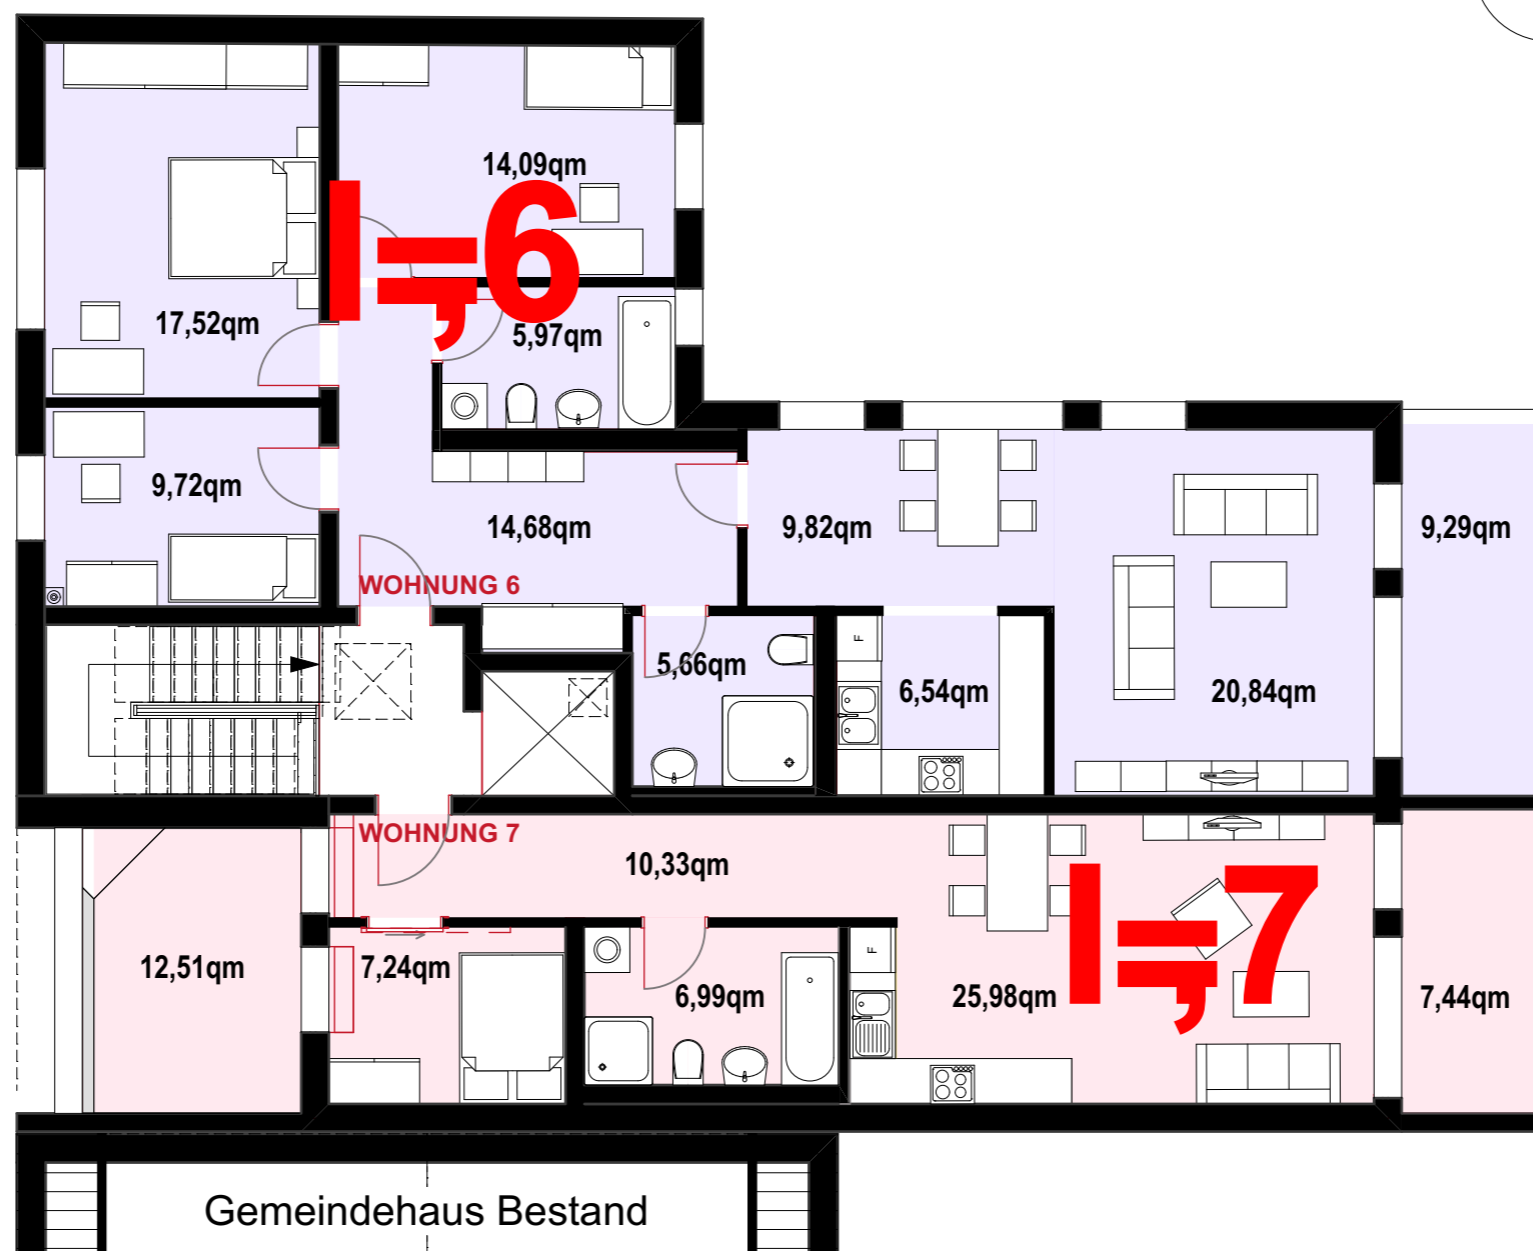 14,09qm
I=,6
17,52qm
5,97qm
9,72qm
14,68qm
9,82qm
9,29qm
WOHNUNG 6
5,66qm
6,54qm
20,84qm
F
WOHNUNG 7
10,33qm
I=,7
12,51qm
7,24qm
6,99qm
F
25,98qm
7,44qm
Gemeindehaus Bestand